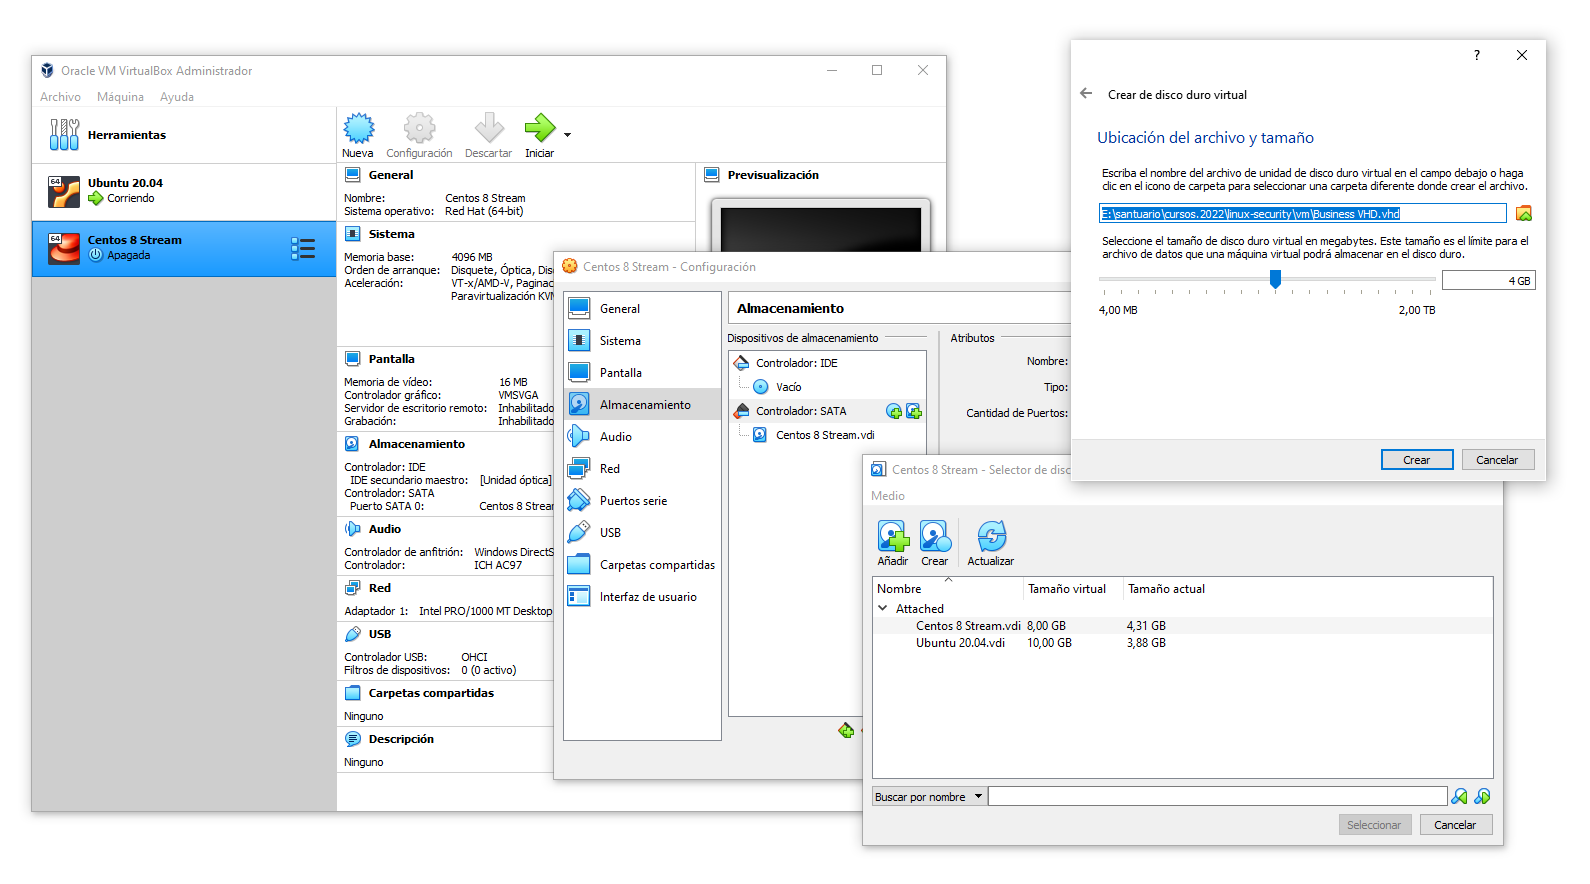 Oracle VM VirtualBox Administrador
Archivo Máquina Ayuda
Herramientas
64
Ubuntu 20.04
Corriendo
64
Centos 8 Stream
Apagada
Nueva Configuración Descartar Iniciar
General
Nombre: Centos 8 Stream
Sistema operativo: Red Hat (64-bit)
Sistema
Memoria base: 4096 MB
Orden de arranque: Disquete, Óptica, Dis
Aceleración: VT-x/AMD-V, Paginac
Paravirtualización KVM
Pantalla
Memoria de vídeo: 16 MB
Controlador gráfico: VMSVGA
Servidor de escritorio remoto: Inhabilitado
Grabación: Inhabilitado
Almacenamiento
Controlador: IDE
IDE secundario maestro: [Unidad óptica]
Controlador: SATA
Puerto SATA 0: Centos 8 Strea
Audio
Controlador de anfitrión: Windows DirectS
Controlador: ICH AC97
Red
Adaptador 1: Intel PRO/1000 MT Desktop
USB
Controlador USB: OHCI
Filtros de dispositivos: 0 (0 activo)
Carpetas compartidas
Ninguno
Descripción
Ninguno
Previsualización
Centos 8 Stream - Configuración
General
Sistema
Pantalla
Almacenamiento
Audio
Red
Puertos serie
USB
Carpetas compartidas
Interfaz de usuario
Almacenamiento
Dispositivos de almacenamiento
Controlador: IDE
Vacío
Controlador: SATA
Centos 8 Stream.vdi
Atributos
Nombre:
Tipo:
Cantidad de Puertos:
Centos 8 Stream - Selector de disc
Medio
Añadir Crear Actualizar
Nombre Tamaño virtual Tamaño actual
Attached
Centos 8 Stream.vdi 8,00 GB 4,31 GB
Ubuntu 20.04.vdi 10,00 GB 3,88 GB
Buscar por nombre
Seleccionar Cancelar
?
Crear de disco duro virtual
Ubicación del archivo y tamaño
Escriba el nombre del archivo de unidad de disco duro virtual en el campo debajo o haga
clic en el icono de carpeta para seleccionar una carpeta diferente donde crear el archivo.
E:\santuario\cursos.2022\linux-security\vm\Business VHD.vhd
Seleccione el tamaño de disco duro virtual en megabytes. Este tamaño es el límite para el
archivo de datos que una máquina virtual podrá almacenar en el disco duro.
4 GB
4,00 MB 2,00 TB
Crear Cancelar